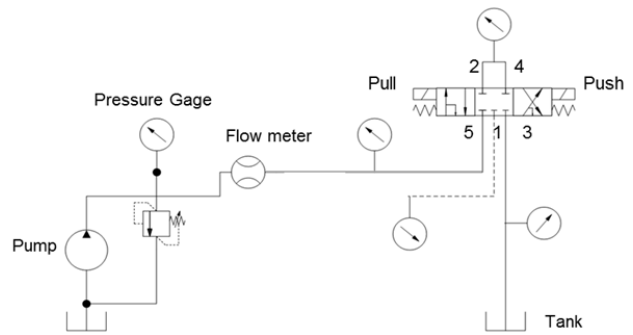 2 4
Pull Push
Pressure Gage
5 1 3
Flow meter
Pump
Tank